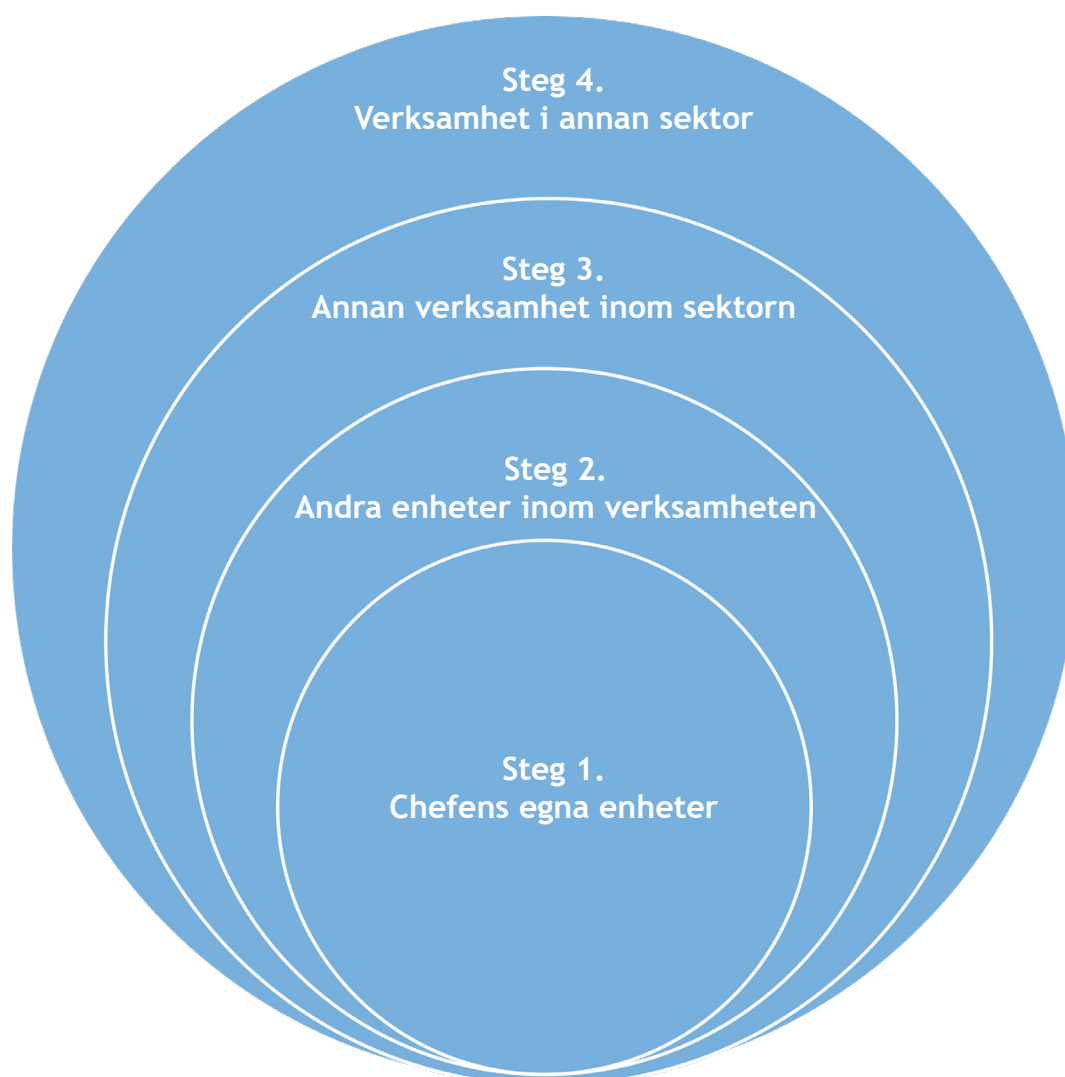 Steg 4.
Verksamhet i annan sektor
Steg 3.
Annan verksamhet inom sektorn
Steg 2.
Andra enheter inom verksamheten
Steg 1.
Chefens egna enheter